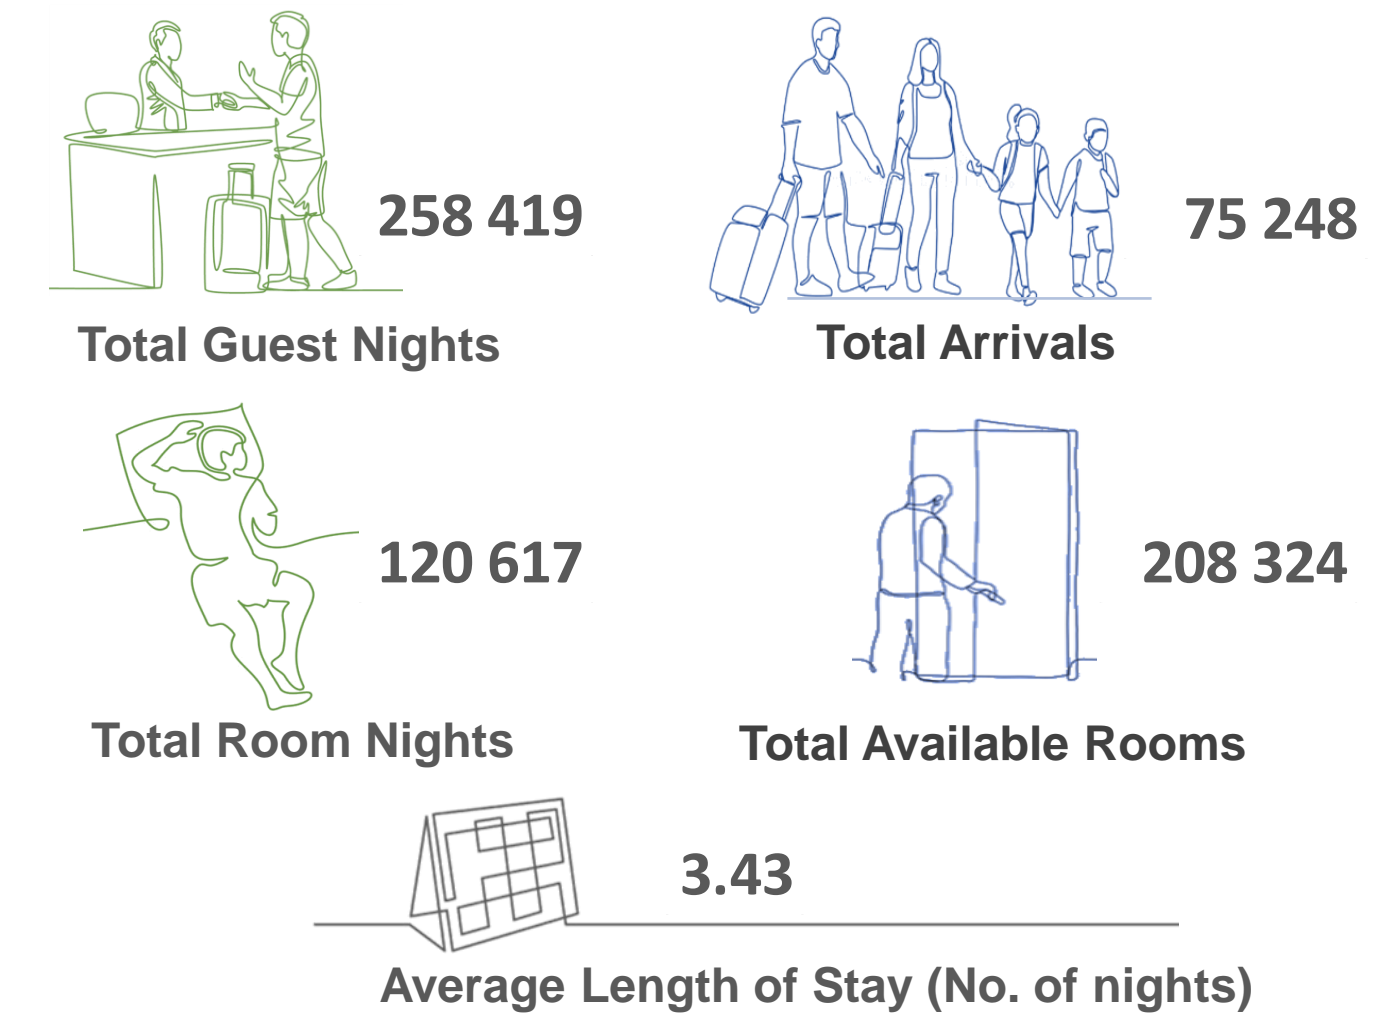 258 419
75 248
Total Guest Nights
Total Arrivals
120 617
208 324
Total Room Nights
Total Available Rooms
3.43
Average Length of Stay (No. of nights)